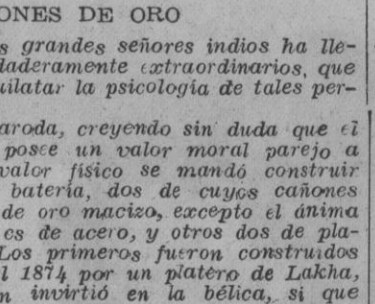 ONES DE ORO
s grandes señores indios ha lle-
daderamente extraordinarios, que
uilatar la psicología de tales per-
aroda, creyendo sin duda que el
posee un valor moral parejo a
valor físico se mandó construir
batería, dos de cuyos cañones
de oro macizo, excepto el ánima
es de acero, y otros dos de pla-
Los primeros fueron construídos
l 1874 por un platero de Lakha,
n invirtió en la bélica, si que